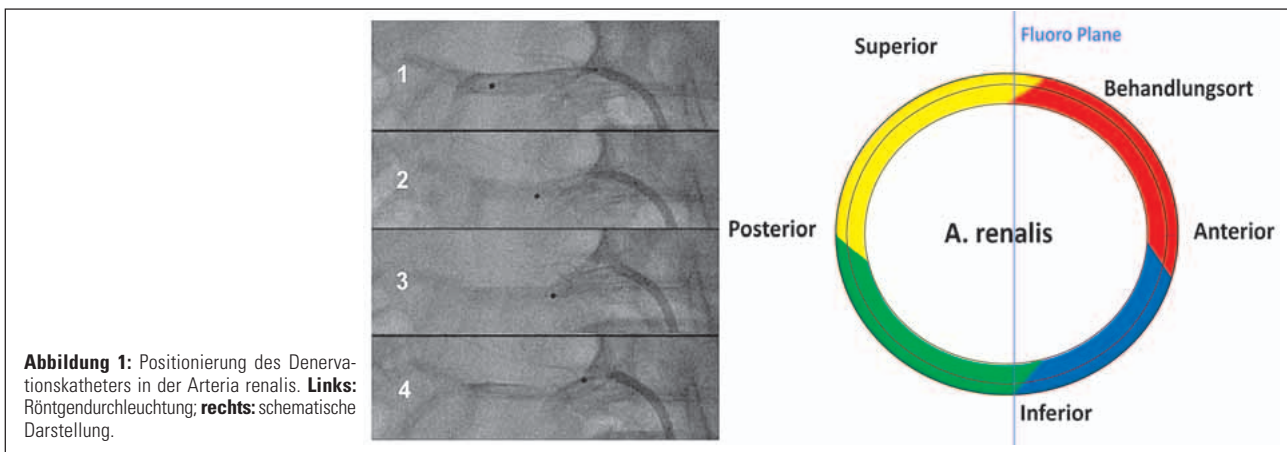 Abbildung 1: Positionierung des Denerva-
tionskatheters in der Arteria renalis. Links:
Röntgendurchleuchtung; rechts: schematische
Darstellung.
1
2
3
4
Fluoro Plane
Superior
Behandlungsort
Posterior
A. renalis
Anterior
Inferior